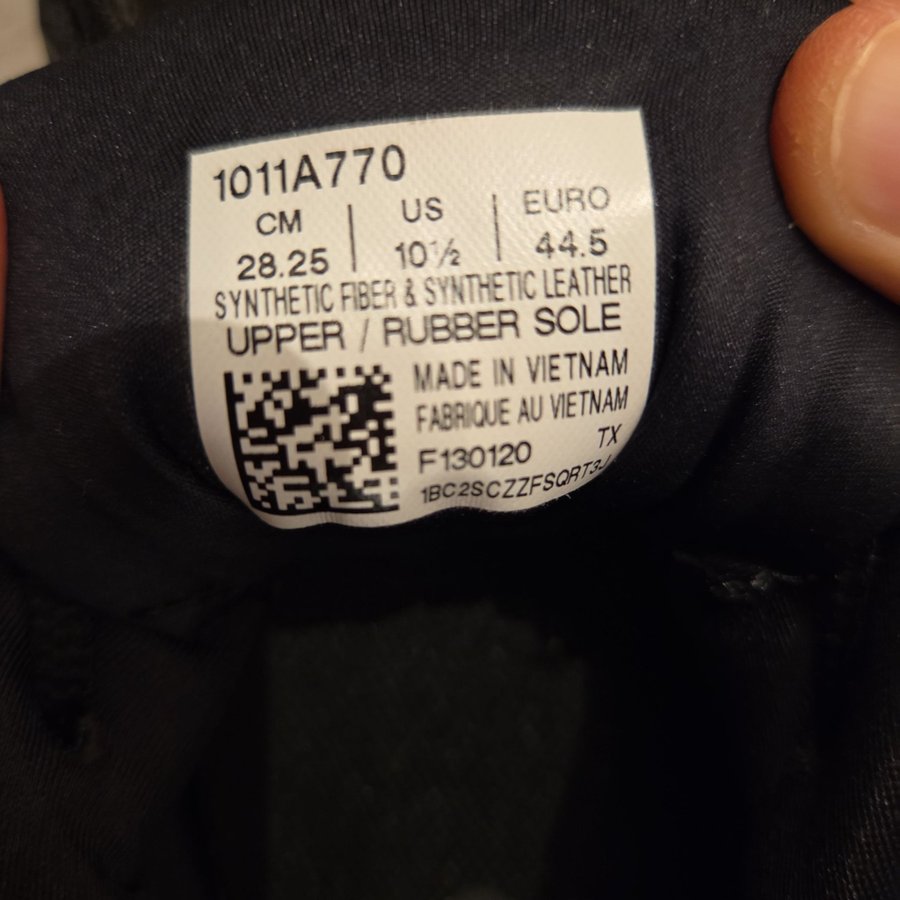 1011A770
CM | US | EURO
28.25 | 10½ | 44.5
SYNTHETIC FIBER & SYNTHETIC LEATHER
UPPER / RUBBER SOLE
MADE IN VIETNAM
FABRIQUE AU VIETNAM
TX
F130120
1BC2SCZZFSQRT3J